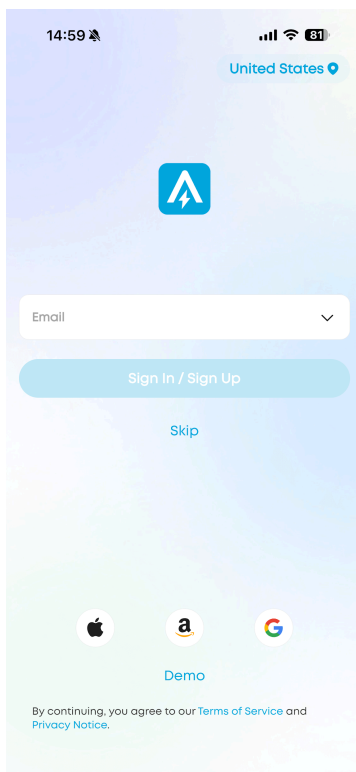 14:59
81
United States
Email
Sign In / Sign Up
Skip
Demo
By continuing, you agree to our Terms of Service and
Privacy Notice.